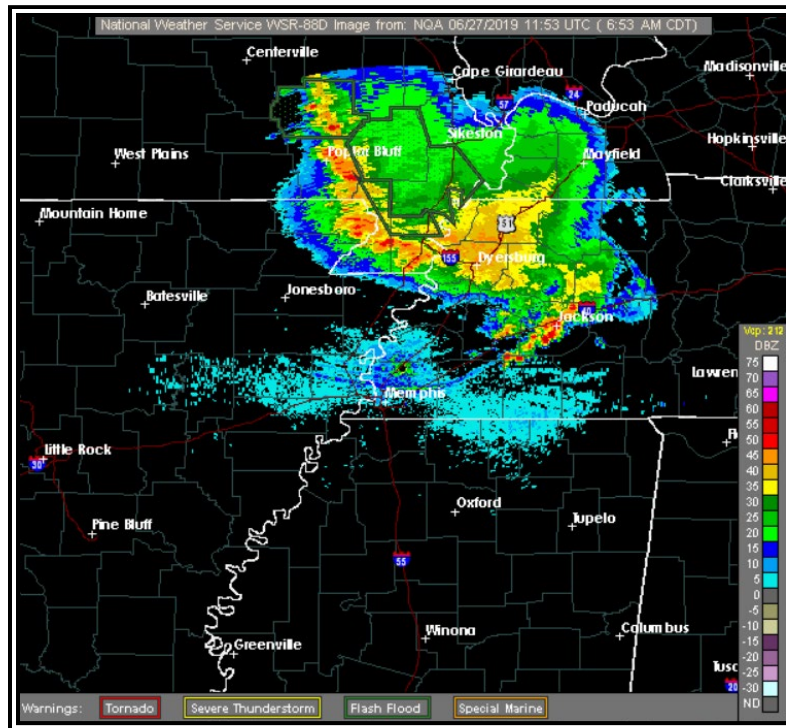 National Weather Service WSR-88D Image from: NQA 06/27/2019 11:53 UTC ( 6:53 AM CDT)
Centerville
Cape Girardeau
Madisonville
24
57
Paducah
Sikeston
Hopkinsville
West Plains
Poplar Bluff
Mayfield
Clarksville
Mountain Home
51
155
Dyersburg
Batesville
Jonesboro
40
Jackson
Vcp: 212
DBZ
75
70
65
60
55
50
45
40
35
30
25
20
15
10
5
0
-5
-10
-15
-20
-25
-30
ND
Lawren
Memphis
Little Rock
30
Oxford
Tupelo
Pine Bluff
55
Winona
Columbus
Greenville
Tusc
20
Warnings:
Tornado
Severe Thunderstorm
Flash Flood
Special Marine